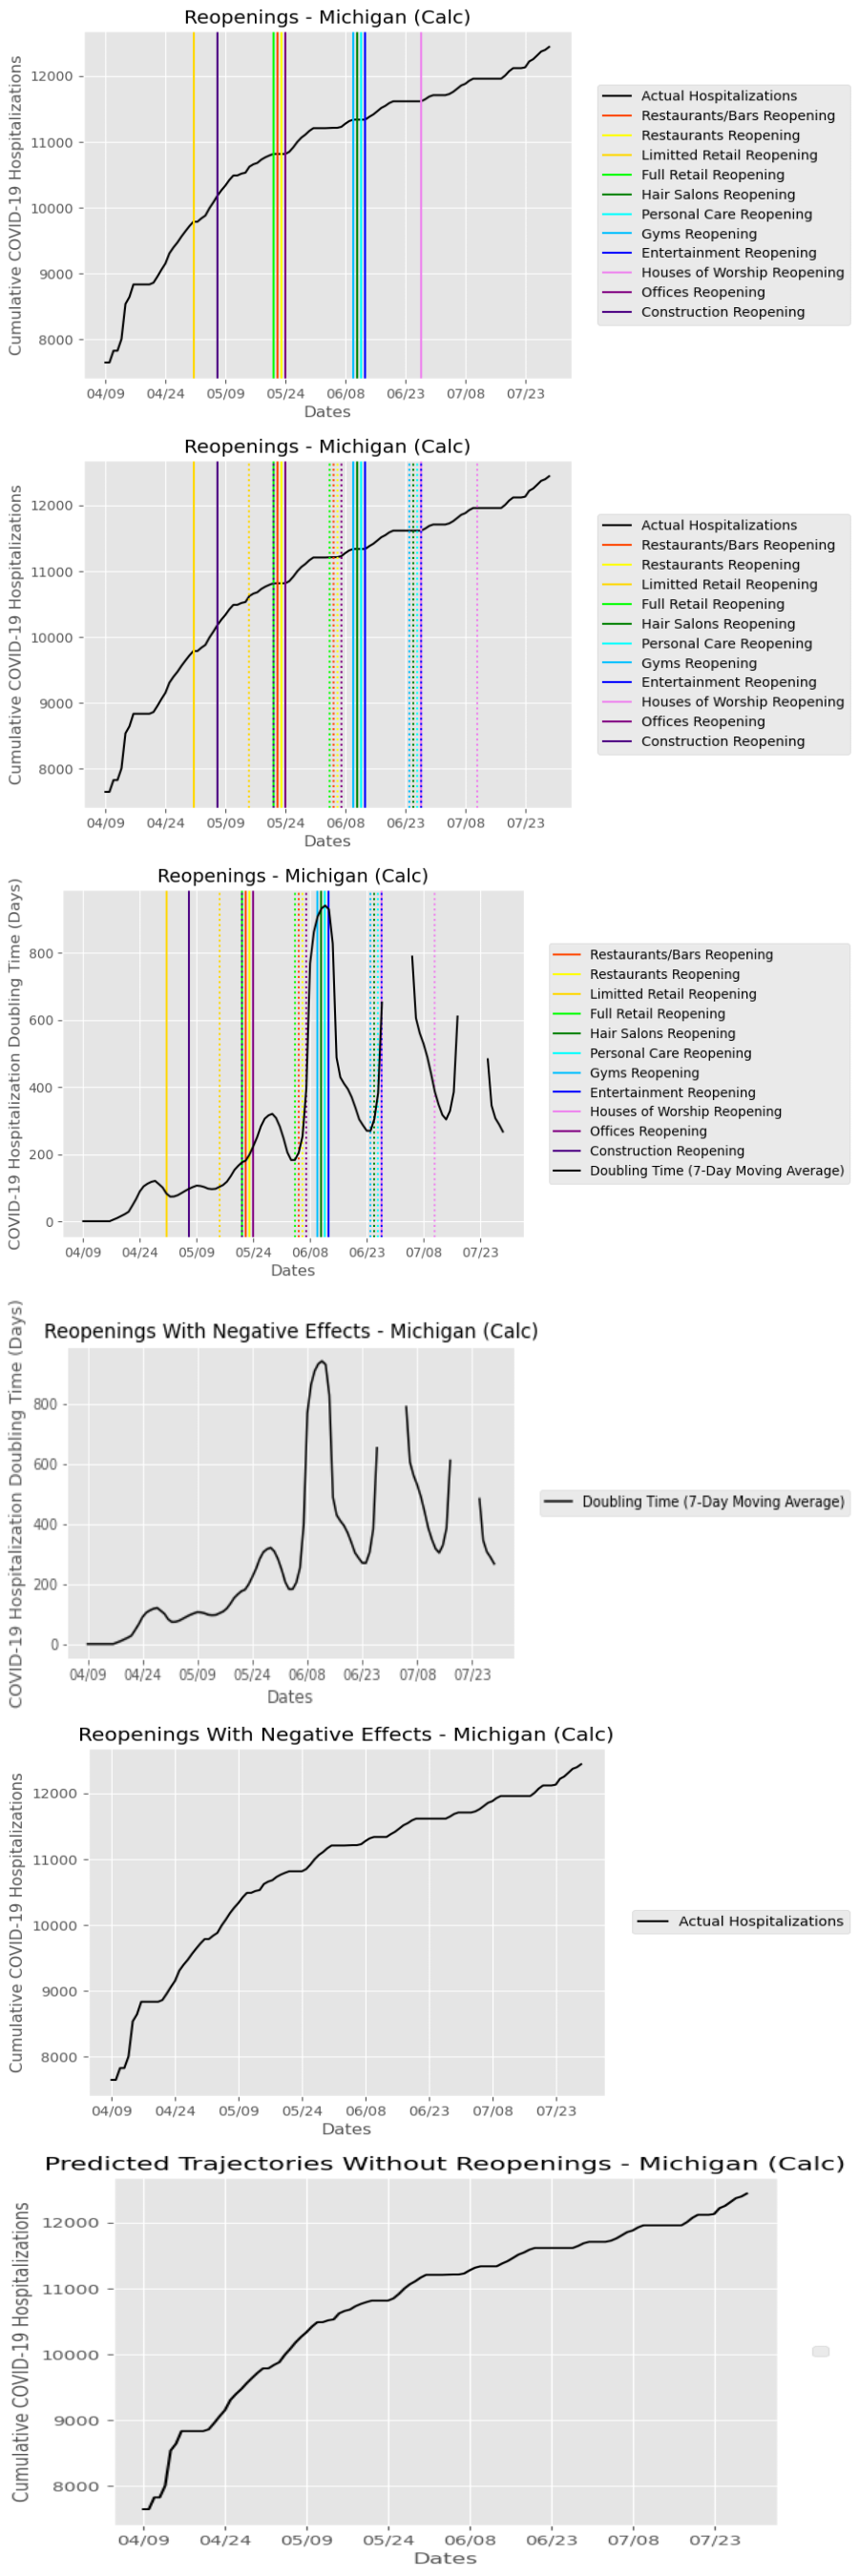 Reopenings - Michigan (Calc)
Cumulative COVID-19 Hospitalizations
12000
11000
10000
9000
8000
04/09 04/24 05/09 05/24 06/08 06/23 07/08 07/23
Dates
Actual Hospitalizations
Restaurants/Bars Reopening
Restaurants Reopening
Limitted Retail Reopening
Full Retail Reopening
Hair Salons Reopening
Personal Care Reopening
Gyms Reopening
Entertainment Reopening
Houses of Worship Reopening
Offices Reopening
Construction Reopening
Reopenings - Michigan (Calc)
Cumulative COVID-19 Hospitalizations
12000
11000
10000
9000
8000
04/09 04/24 05/09 05/24 06/08 06/23 07/08 07/23
Dates
Actual Hospitalizations
Restaurants/Bars Reopening
Restaurants Reopening
Limitted Retail Reopening
Full Retail Reopening
Hair Salons Reopening
Personal Care Reopening
Gyms Reopening
Entertainment Reopening
Houses of Worship Reopening
Offices Reopening
Construction Reopening
Reopenings - Michigan (Calc)
COVID-19 Hospitalization Doubling Time (Days)
800
600
400
200
0
04/09 04/24 05/09 05/24 06/08 06/23 07/08 07/23
Dates
Restaurants/Bars Reopening
Restaurants Reopening
Limitted Retail Reopening
Full Retail Reopening
Hair Salons Reopening
Personal Care Reopening
Gyms Reopening
Entertainment Reopening
Houses of Worship Reopening
Offices Reopening
Construction Reopening
Doubling Time (7-Day Moving Average)
Reopenings With Negative Effects - Michigan (Calc)
COVID-19 Hospitalization Doubling Time (Days)
800
600
400
200
0
04/09 04/24 05/09 05/24 06/08 06/23 07/08 07/23
Dates
Doubling Time (7-Day Moving Average)
Reopenings With Negative Effects - Michigan (Calc)
Cumulative COVID-19 Hospitalizations
12000
11000
10000
9000
8000
04/09 04/24 05/09 05/24 06/08 06/23 07/08 07/23
Dates
Actual Hospitalizations
Predicted Trajectories Without Reopenings - Michigan (Calc)
Cumulative COVID-19 Hospitalizations
12000
11000
10000
9000
8000
04/09 04/24 05/09 05/24 06/08 06/23 07/08 07/23
Dates